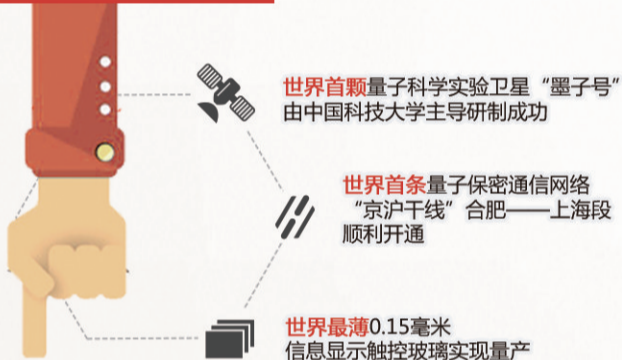 世界首颗量子科学实验卫星“墨子号”
由中国科技大学主导研制成功
世界首条量子保密通信网络
“京沪干线”合肥——上海段
顺利开通
世界最薄0.15毫米
信息显示触控玻璃实现量产